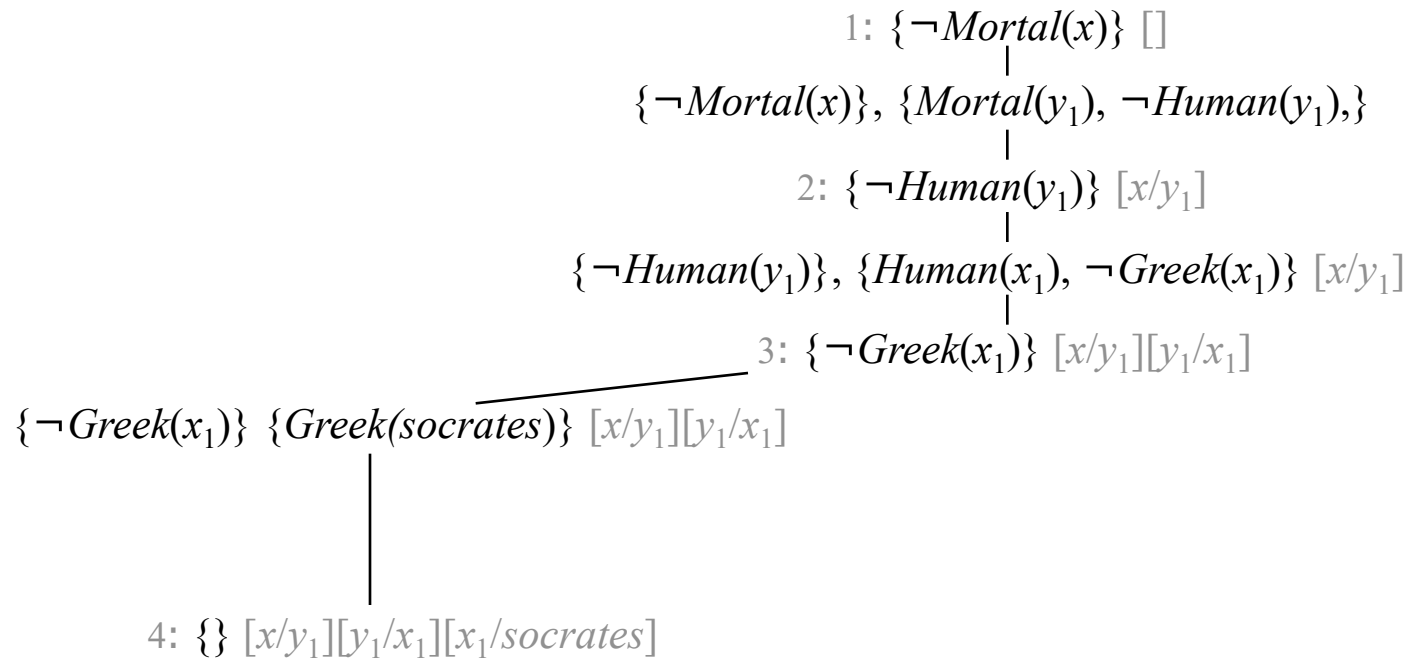 1: {¬Mortal(x)} []
{¬Mortal(x)}, {Mortal(y₁), ¬Human(y₁),}
2: {¬Human(y₁)} [x/y₁]
{¬Human(y₁)}, {Human(x₁), ¬Greek(x₁)} [x/y₁]
3: {¬Greek(x₁)} [x/y₁][y₁/x₁]
{¬Greek(x₁)} {Greek(socrates)} [x/y₁][y₁/x₁]
4: {} [x/y₁][y₁/x₁][x₁/socrates]